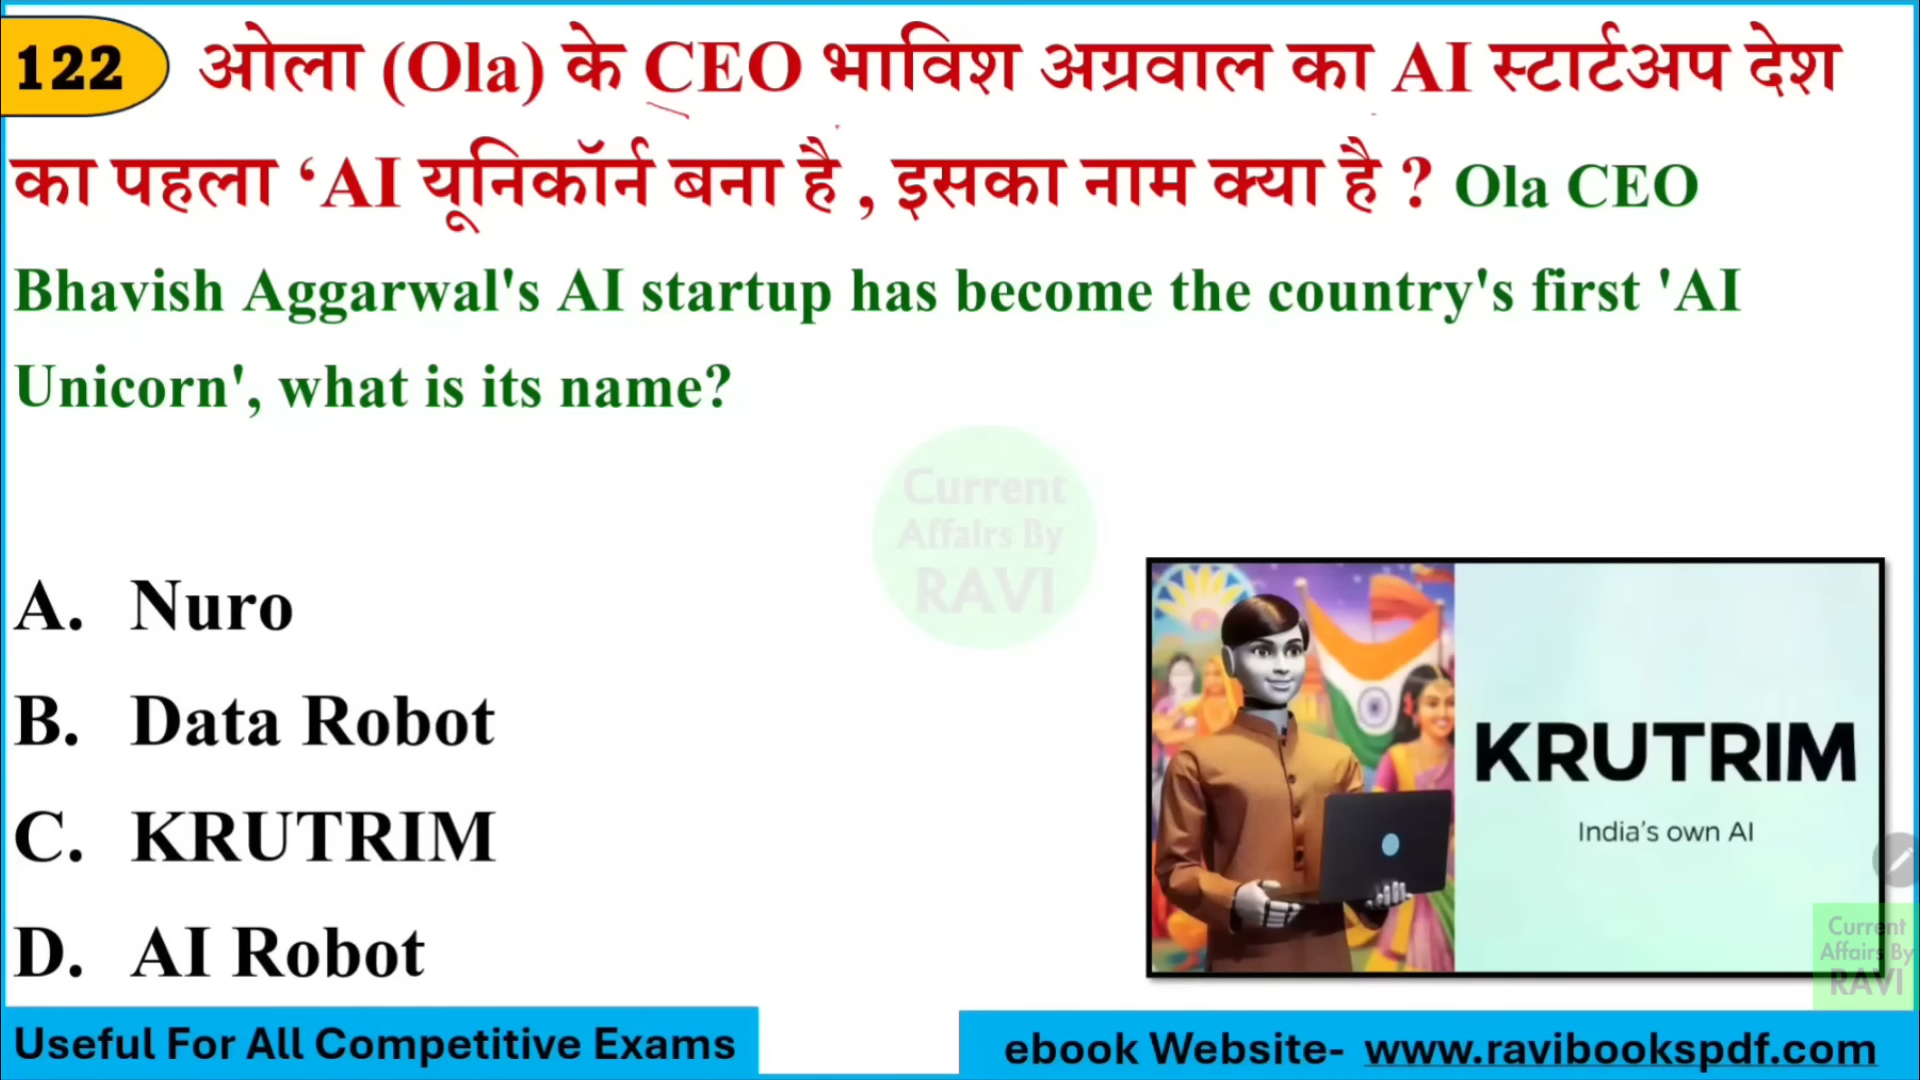 122 ओला (Ola) के CEO भाविश अग्रवाल का AI स्टार्टअप देश
का पहला ‘AI यूनिकॉर्न बना है , इसका नाम क्या है ? Ola CEO
Bhavish Aggarwal's AI startup has become the country's first 'AI
Unicorn', what is its name?
Current
Affairs By
RAVI
A. Nuro
B. Data Robot
C. KRUTRIM
D. AI Robot
KRUTRIM
India's own AI
Current
Affairs By
RAVI
Useful For All Competitive Exams
ebook Website- www.ravibookspdf.com